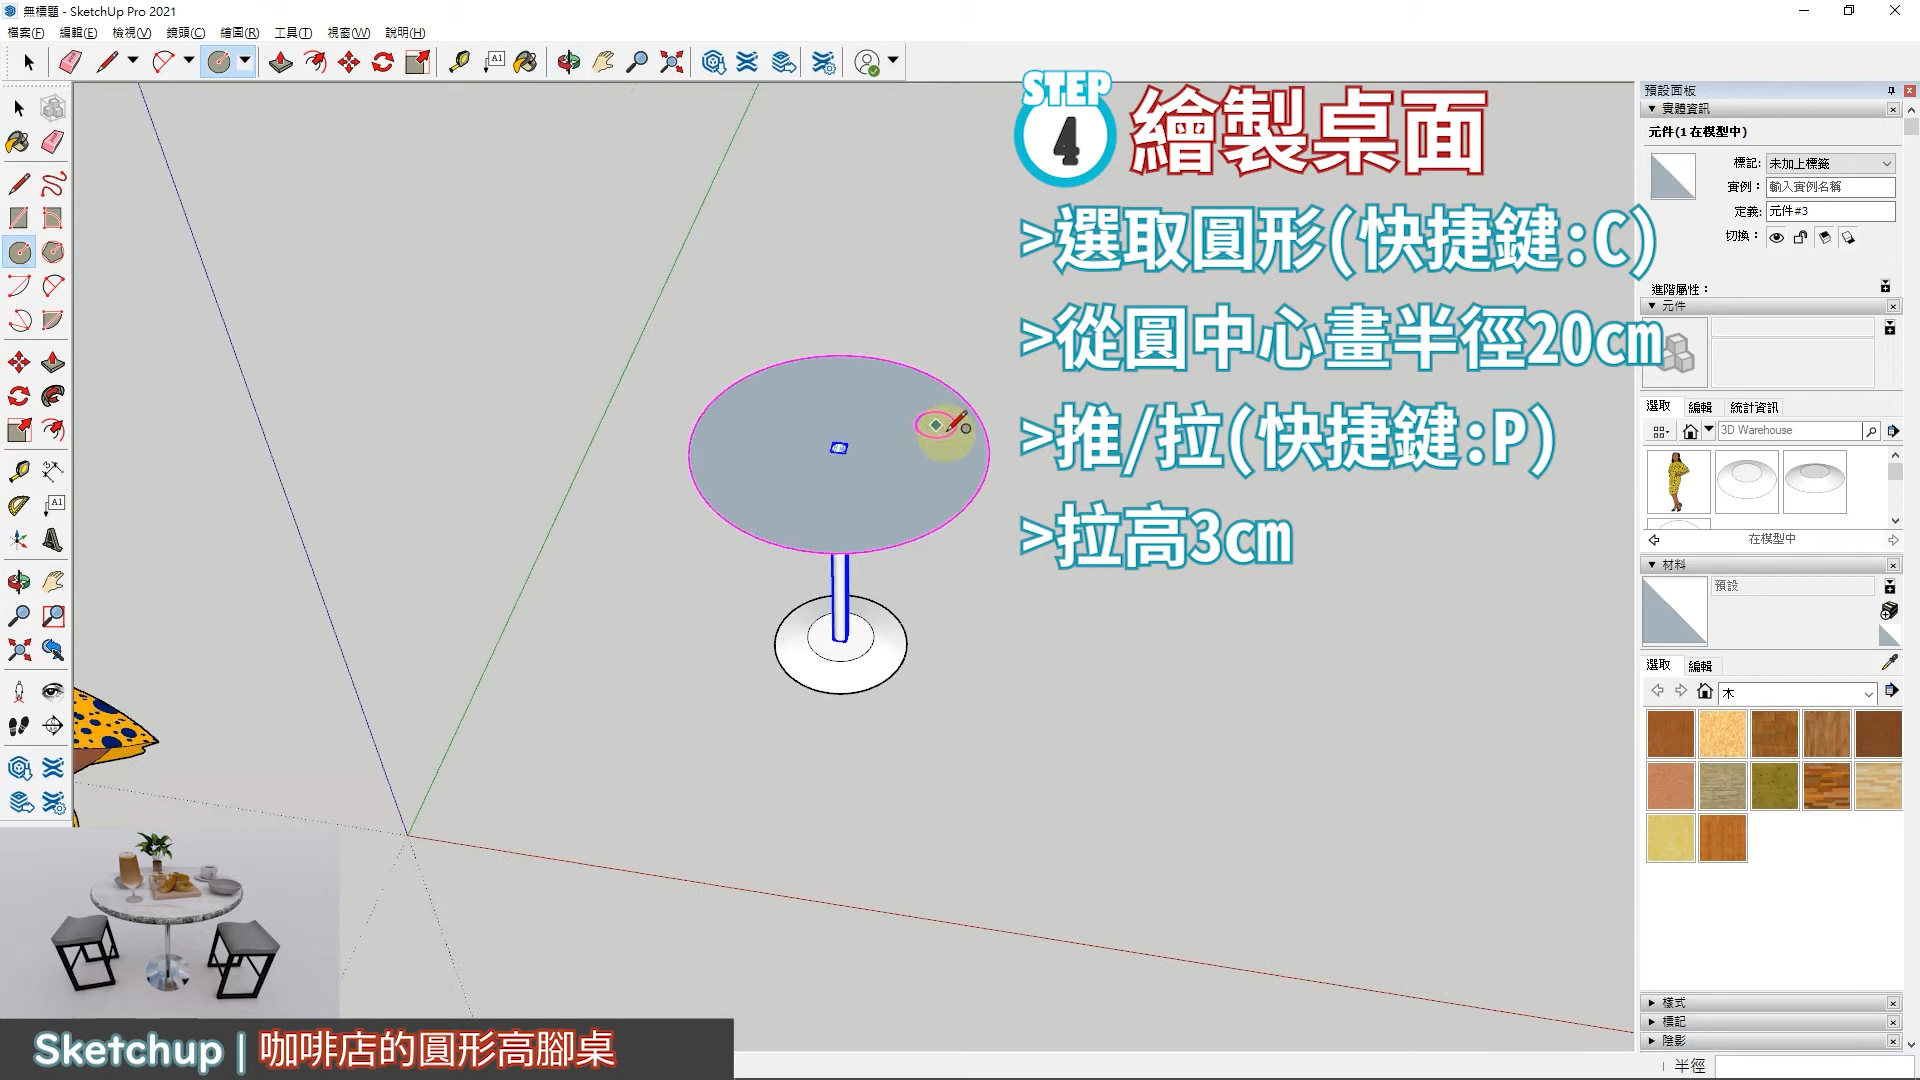 無標題 - SketchUp Pro 2021
檔案(F) 編輯(E) 檢視(V) 鏡頭(C) 繪圖(R) 工具(T) 視窗(W) 說明(H)
STEP
4
繪製桌面
>選取圓形(快捷鍵:C)
>從圓中心畫半徑20cm
>推/拉(快捷鍵:P)
>拉高3cm
預設面板
實體資訊
元件(1 在模型中)
標記: 未加上標籤
實例: 輸入實例名稱
定義: 元件#3
切換:
進階屬性:
元件
選取 編輯 統計資訊
3D Warehouse
在模型中
材料
預設
選取 編輯
木
樣式
標記
陰影
半徑
Sketchup | 咖啡店的圓形高腳桌